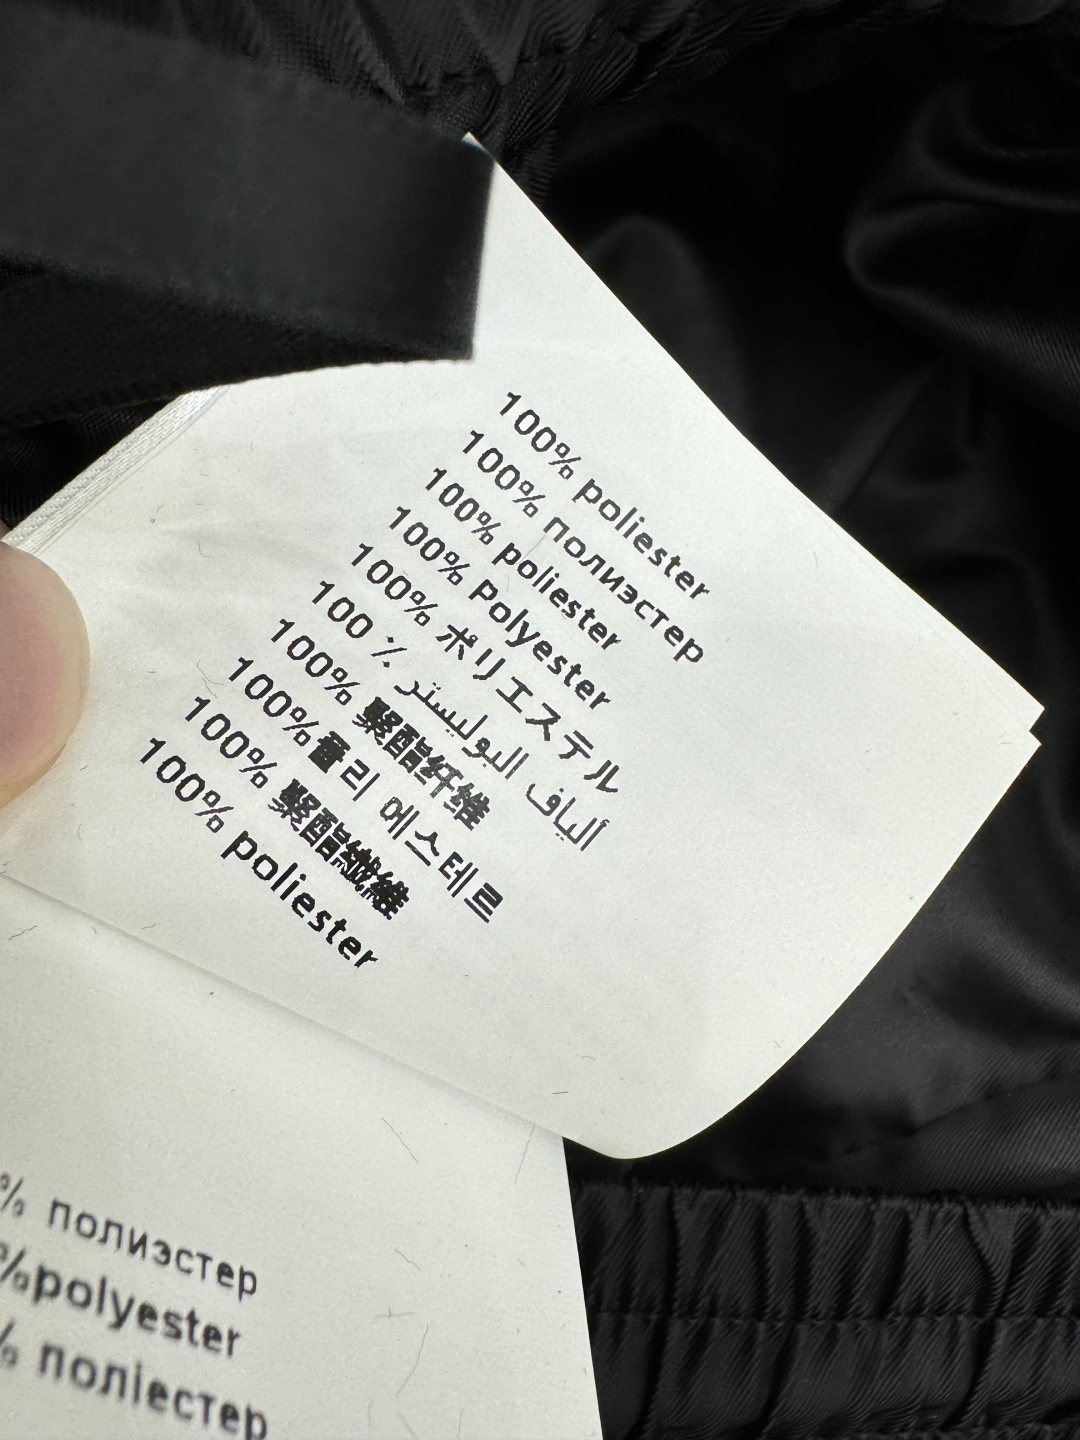 100% poliester
100% полиэстер
100% poliester
100% Polyester
100% ポリエステル
100 ٪ ألياف البوليستر
100% 聚酯纤维
100%폴리 에스테르
100% 聚酯纖維
100% poliester
% полиэстер
%polyester
% поліестер